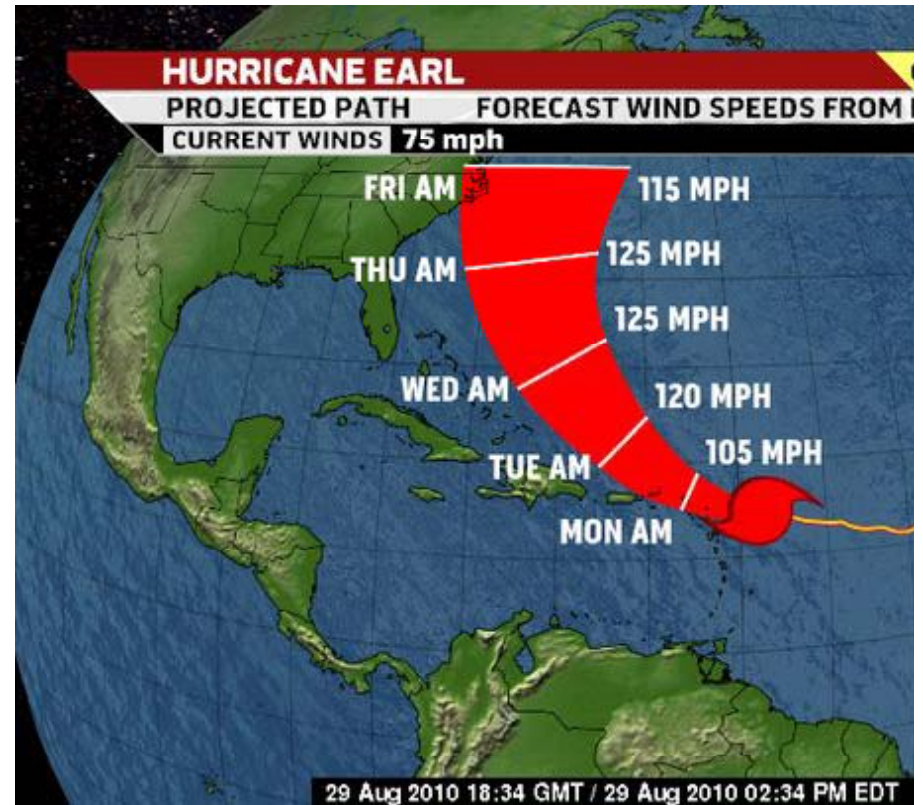 HURRICANE EARL
PROJECTED PATH FORECAST WIND SPEEDS FROM
CURRENT WINDS 75 mph
FRI AM 115 MPH
THU AM 125 MPH
125 MPH
WED AM
120 MPH
TUE AM
105 MPH
MON AM
29 Aug 2010 18:34 GMT / 29 Aug 2010 02:34 PM EDT